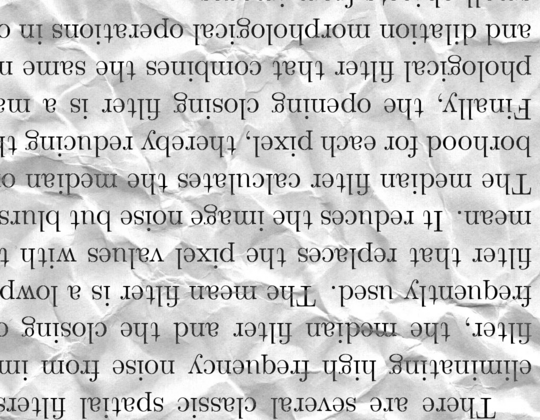 There are several classic spatial filters
eliminating high frequency noise from im
filter, the median filter and the closing o
frequently used. The mean filter is a lowp
filter that replaces the pixel values with t
mean. It reduces the image noise but blurs
The median filter calculates the median o
borhood for each pixel, thereby reducing th
Finally, the opening closing filter is a ma
phological filter that combines the same n
and dilation morphological operations in o